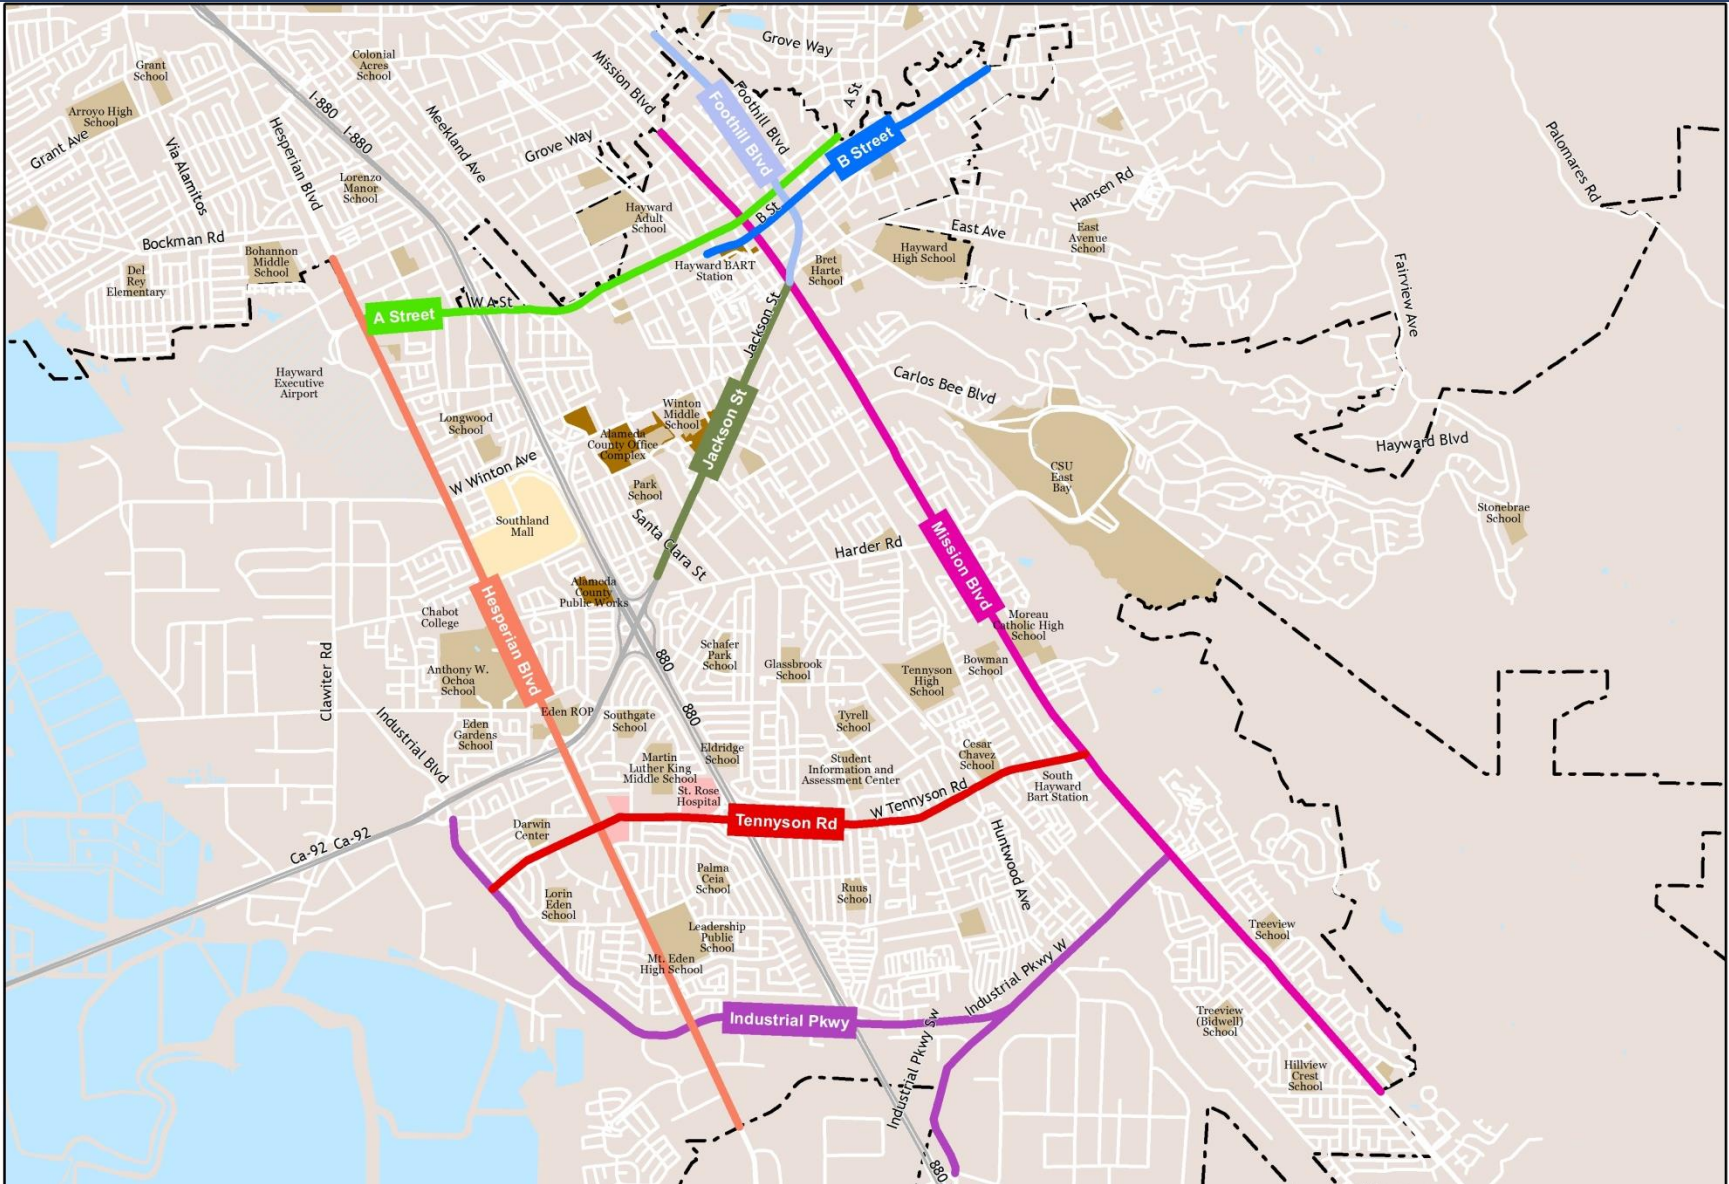 Grove Way
Colonial
Acres
School
Grant
School
Mission Blvd
Foothill Blvd
Foothill Blvd
A St
I-880
I-880
Arroyo High
School
Meekland Ave
Hesperian Blvd
Grant Ave
Via Alamitos
Grove Way
B Street
Palomares Rd
Lorenzo
Manor
School
Hansen Rd
Hayward
Adult
School
B St
East Ave
East
Avenue
School
Bockman Rd
Bohannon
Middle
School
Hayward
High School
Hayward BART
Station
Bret
Harte
School
Del
Rey
Elementary
Fairview Ave
W A St
A Street
Jackson St
Hayward
Executive
Airport
Carlos Bee Blvd
Longwood
School
Winton
Middle
School
Jackson St
Alameda
County Office
Complex
Hayward Blvd
W Winton Ave
CSU
East
Bay
Park
School
Southland
Mall
Stonebrae
School
Santa Clara St
Harder Rd
Mission Blvd
Alameda
County
Public Works
Chabot
College
Hesperian Blvd
Moreau
Catholic High
School
Schafer
Park
School
880
Glassbrook
School
Bowman
School
Tennyson
High
School
Anthony W.
Ochoa
School
Clawiter Rd
Eden ROP
Southgate
School
880
Tyrell
School
Industrial Blvd
Eden
Gardens
School
Eldridge
School
Cesar
Chavez
School
Martin
Luther King
Middle School
Student
Information and
Assessment Center
South
Hayward
Bart Station
St. Rose
Hospital
W Tennyson Rd
Tennyson Rd
Darwin
Center
Ca-92
Ca-92
Huntwood Ave
Palma
Ceia
School
Ruus
School
Lorin
Eden
School
Leadership
Public
School
Treeview
School
Mt. Eden
High School
Industrial Pkwy W
Industrial Pkwy
Treeview
(Bidwell)
School
Industrial Pkwy Sw
Hillview
Crest
School
880